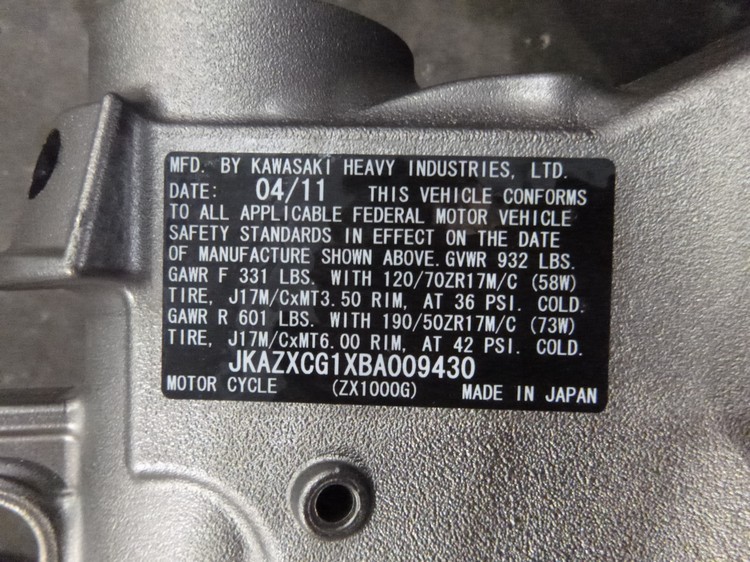 MFD. BY KAWASAKI HEAVY INDUSTRIES, LTD.
DATE: 04/11 THIS VEHICLE CONFORMS
TO ALL APPLICABLE FEDERAL MOTOR VEHICLE
SAFETY STANDARDS IN EFFECT ON THE DATE
OF MANUFACTURE SHOWN ABOVE. GVWR 932 LBS.
GAWR F 331 LBS. WITH 120/70ZR17M/C (58W)
TIRE, J17M/CxMT3.50 RIM, AT 36 PSI. COLD.
GAWR R 601 LBS. WITH 190/50ZR17M/C (73W)
TIRE, J17M/CxMT6.00 RIM, AT 42 PSI. COLD.
JKAZXCG1XBA009430
MOTOR CYCLE (ZX1000G) MADE IN JAPAN